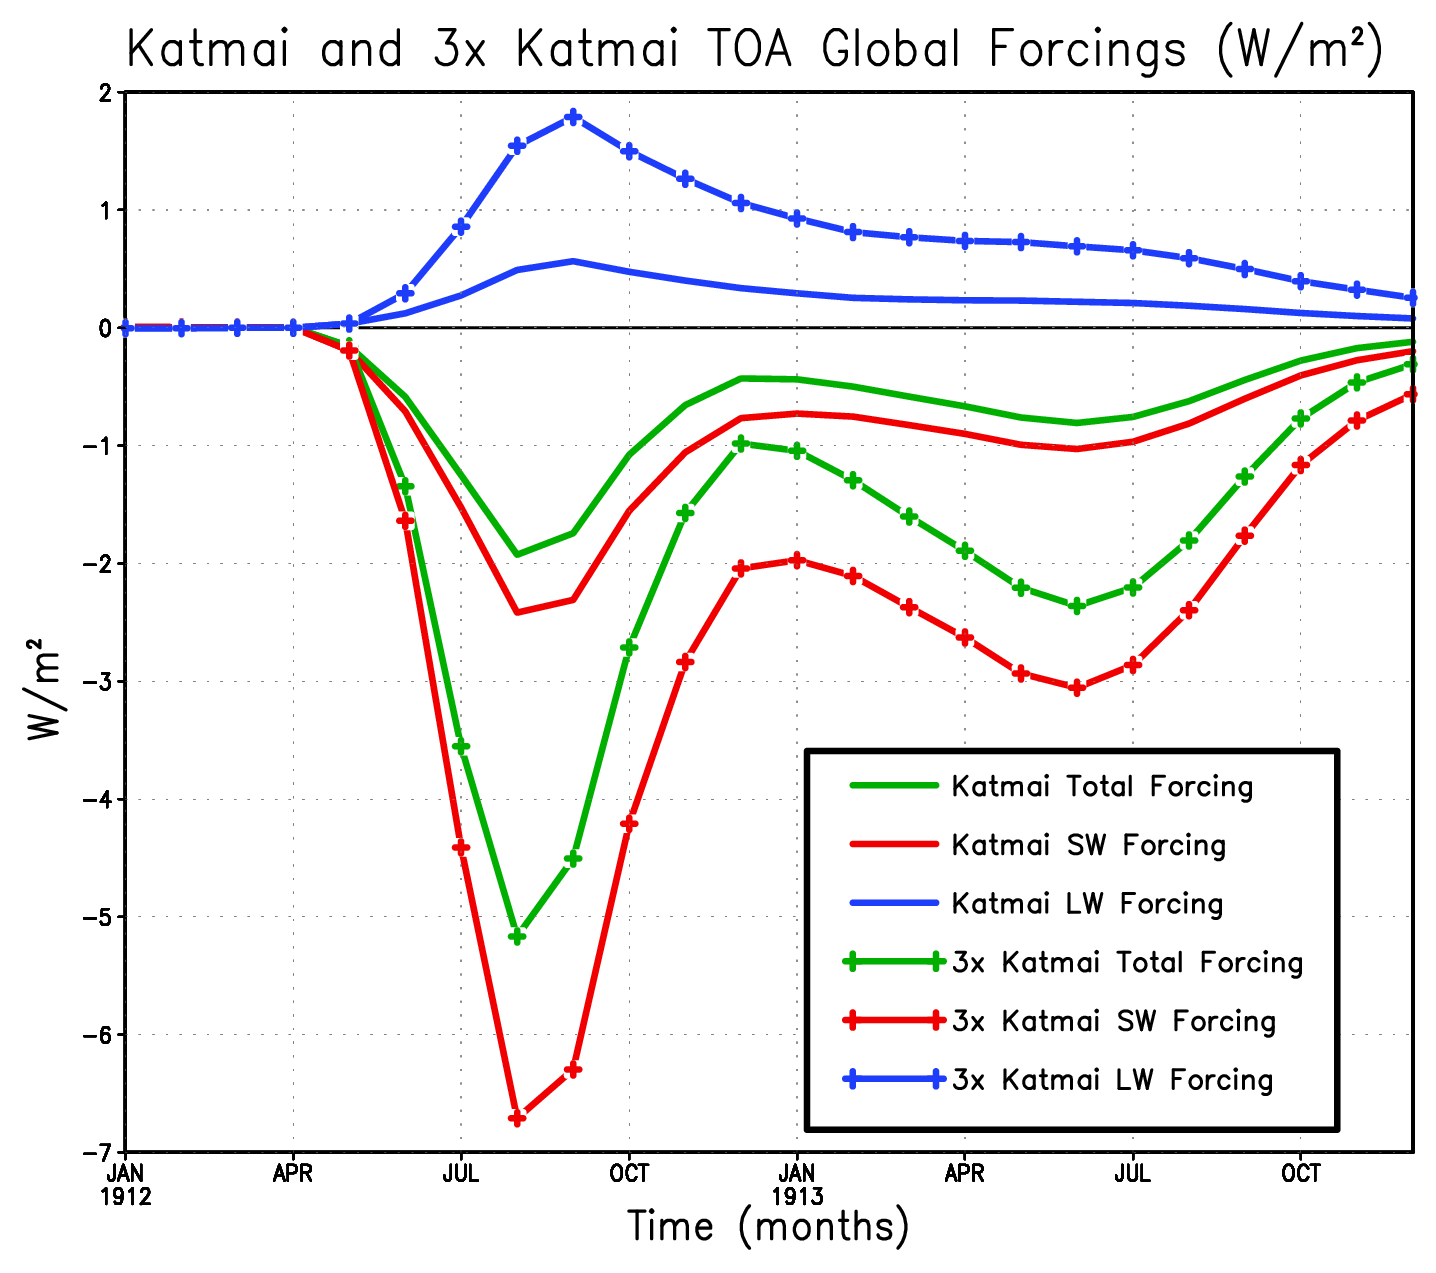 Katmai and 3x Katmai TOA Global Forcings (W/m²)
2
1
0
−1
−2
−3
−4
−5
−6
−7
W/m²
Katmai Total Forcing
Katmai SW Forcing
Katmai LW Forcing
3x Katmai Total Forcing
3x Katmai SW Forcing
3x Katmai LW Forcing
JAN APR JUL OCT JAN APR JUL OCT
1912 1913
Time (months)